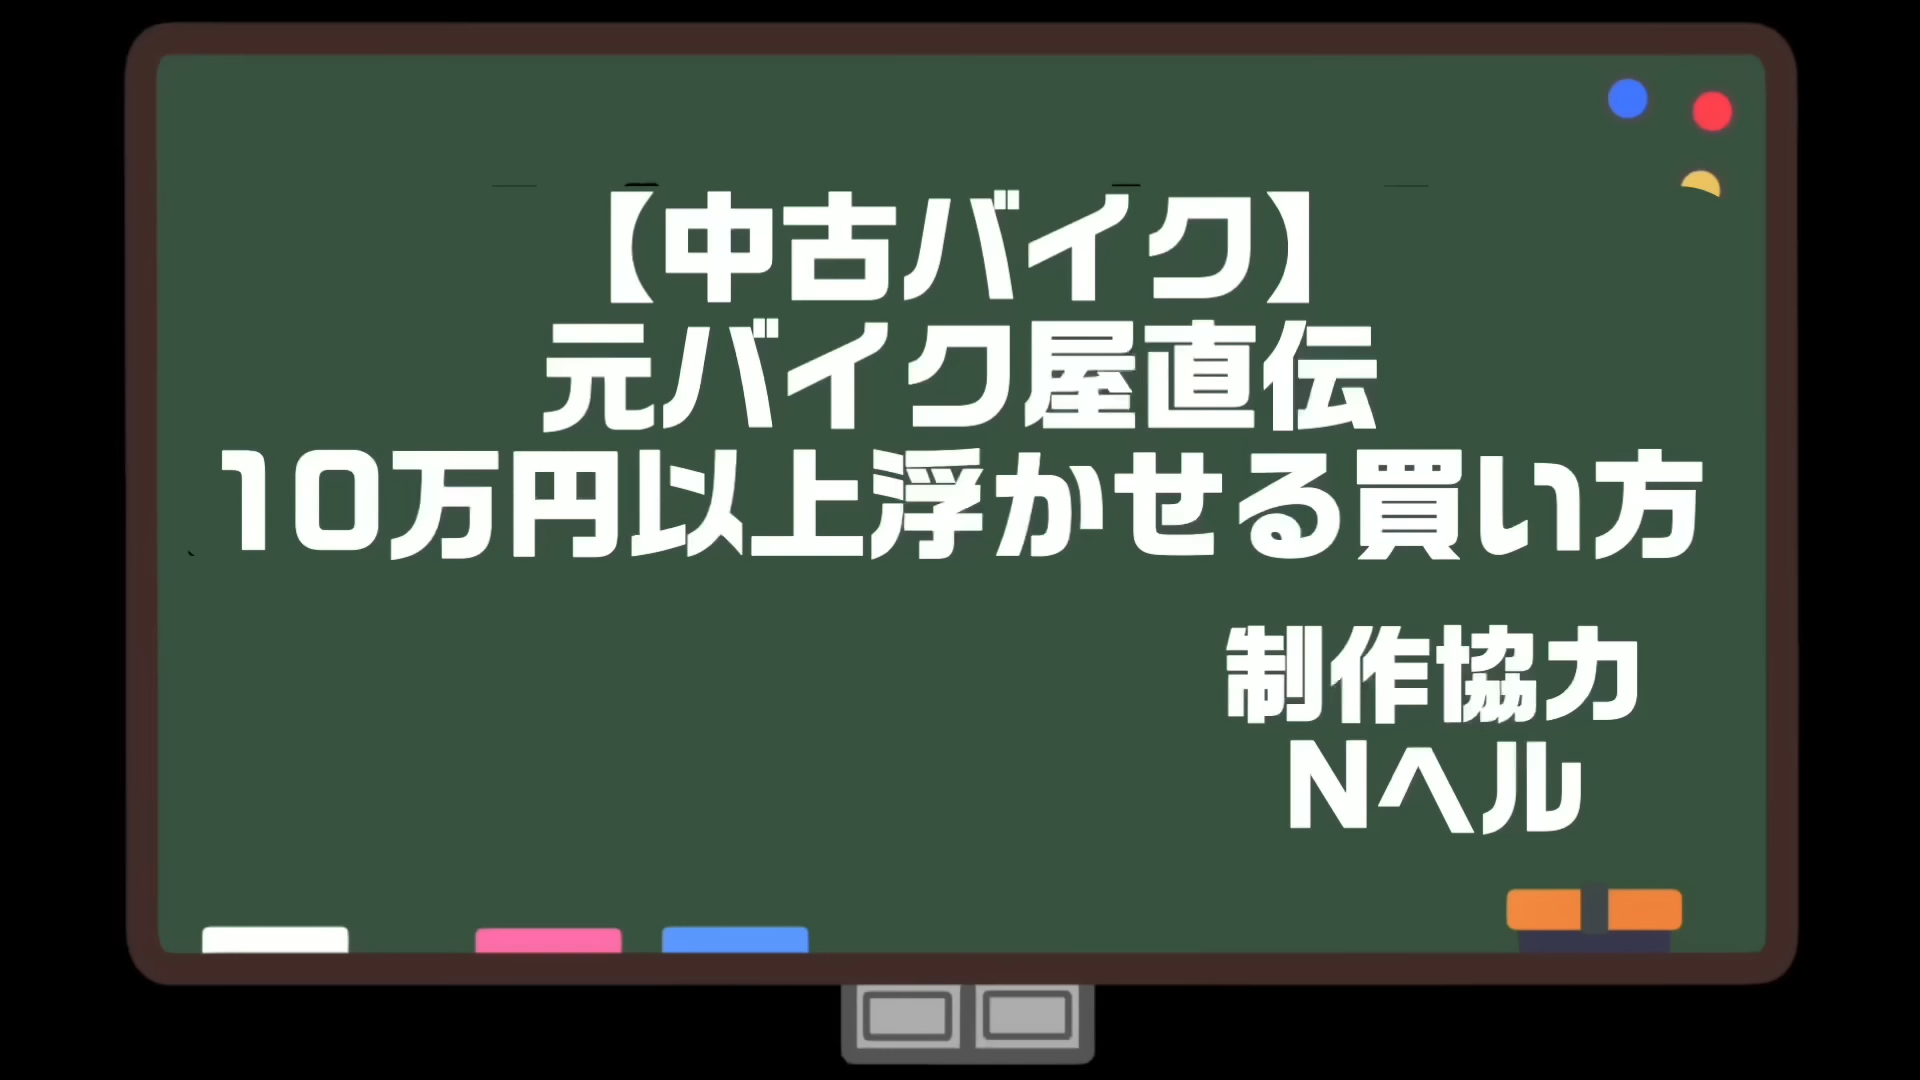 【中古バイク】
元バイク屋直伝
10万円以上浮かせる買い方
制作協力
Nヘル